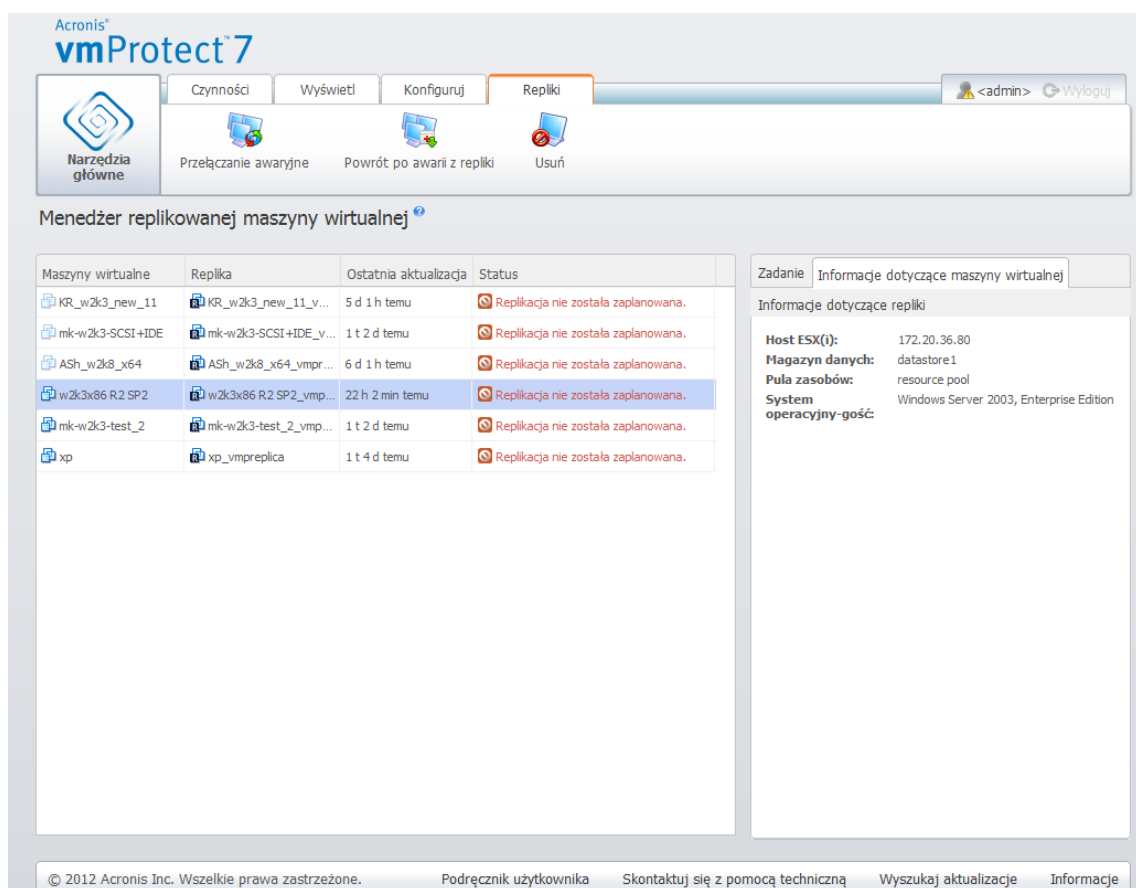 Acronis®
vmProtect™7
Czynności Wyświetl Konfiguruj Repliki <admin> Wyloguj
Narzędzia główne
Przełączanie awaryjne Powrót po awarii z repliki Usuń
Menedżer replikowanej maszyny wirtualnej
Maszyny wirtualne Replika Ostatnia aktualizacja Status
KR_w2k3_new_11 KR_w2k3_new_11_v... 5 d 1 h temu Replikacja nie została zaplanowana.
mk-w2k3-SCSI+IDE mk-w2k3-SCSI+IDE_v... 1 t 2 d temu Replikacja nie została zaplanowana.
ASh_w2k8_x64 ASh_w2k8_x64_vmpr... 6 d 1 h temu Replikacja nie została zaplanowana.
w2k3x86 R2 SP2 w2k3x86 R2 SP2_vmp... 22 h 2 min temu Replikacja nie została zaplanowana.
mk-w2k3-test_2 mk-w2k3-test_2_vmp... 1 t 2 d temu Replikacja nie została zaplanowana.
xp xp_vmpreplica 1 t 4 d temu Replikacja nie została zaplanowana.
Zadanie Informacje dotyczące maszyny wirtualnej
Informacje dotyczące repliki
Host ESX(i): 172.20.36.80
Magazyn danych: datastore1
Pula zasobów: resource pool
System operacyjny-gość: Windows Server 2003, Enterprise Edition
© 2012 Acronis Inc. Wszelkie prawa zastrzeżone. Podręcznik użytkownika Skontaktuj się z pomocą techniczną Wyszukaj aktualizacje Informacje